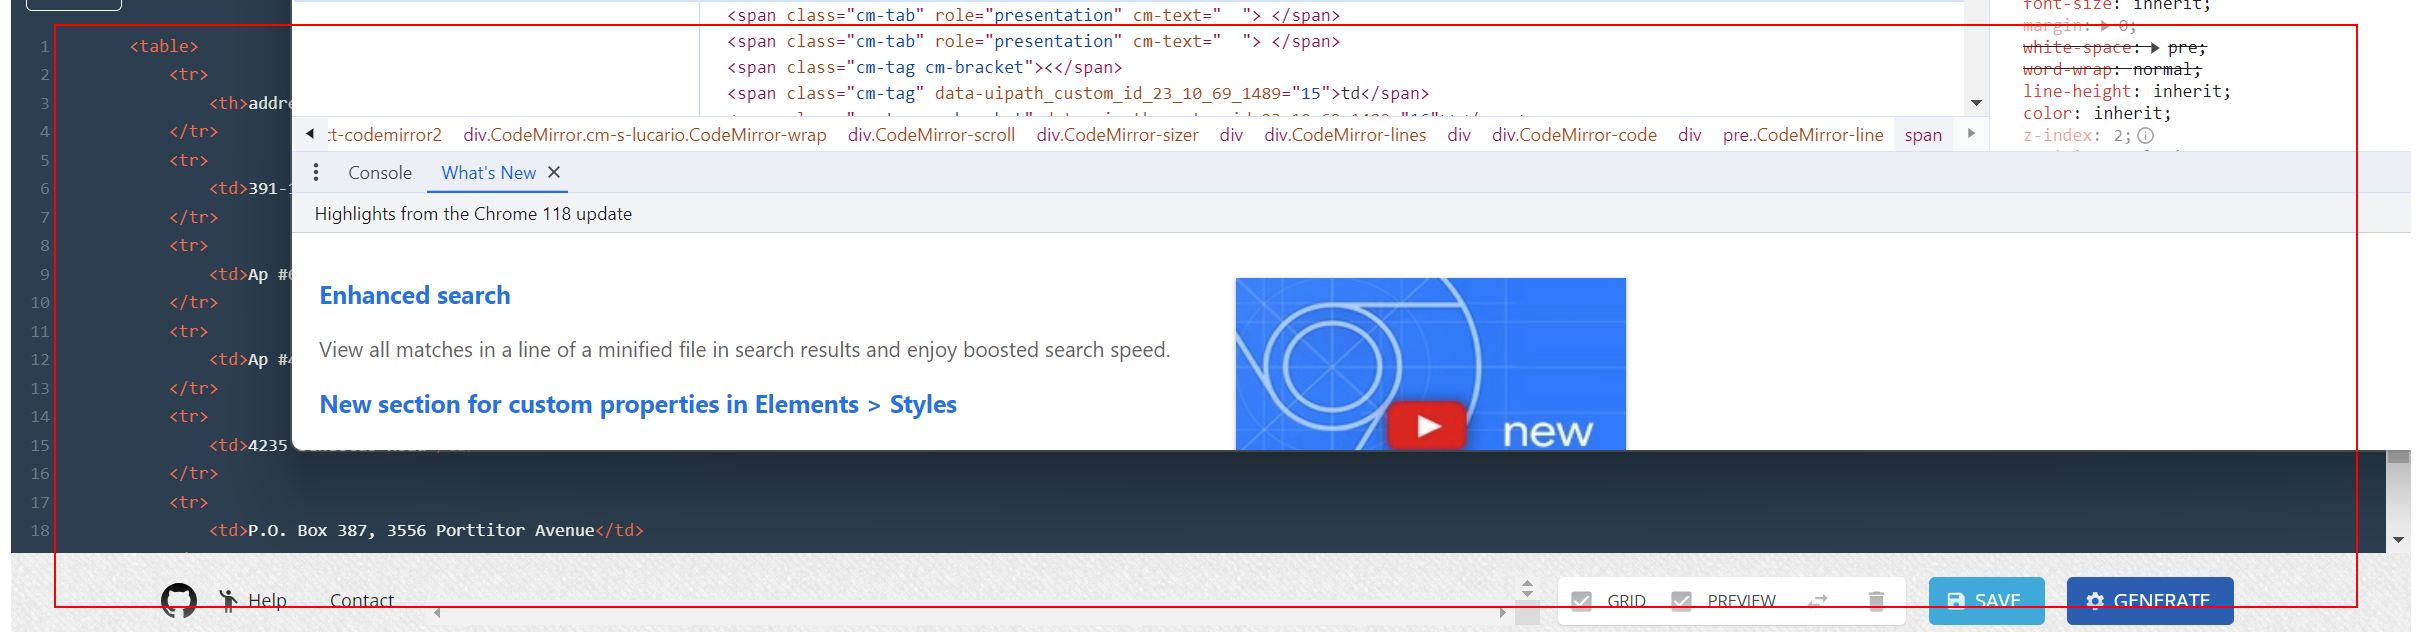 <span class="cm-tab" role="presentation" cm-text="  "> </span>
<span class="cm-tab" role="presentation" cm-text="  "> </span>
<span class="cm-tag cm-bracket"><</span>
<span class="cm-tag" data-uipath_custom_id_23_10_69_1489="15">td</span>
font-size: inherit;
margin: 0;
white-space: pre;
word-wrap: normal;
line-height: inherit;
color: inherit;
z-index: 2;
ct-codemirror2 div.CodeMirror.cm-s-lucario.CodeMirror-wrap div.CodeMirror-scroll div.CodeMirror-sizer div div.CodeMirror-lines div div.CodeMirror-code div pre..CodeMirror-line span
Console What's New
Highlights from the Chrome 118 update
Enhanced search
View all matches in a line of a minified file in search results and enjoy boosted search speed.
New section for custom properties in Elements > Styles
new
1 <table>
2 <tr>
3 <th>addre
4 </tr>
5 <tr>
6 <td>391-1
7 </tr>
8 <tr>
9 <td>Ap #6
10 </tr>
11 <tr>
12 <td>Ap #4
13 </tr>
14 <tr>
15 <td>4235
16 </tr>
17 <tr>
18 <td>P.O. Box 387, 3556 Porttitor Avenue</td>
Help Contact GRID PREVIEW SAVE GENERATE